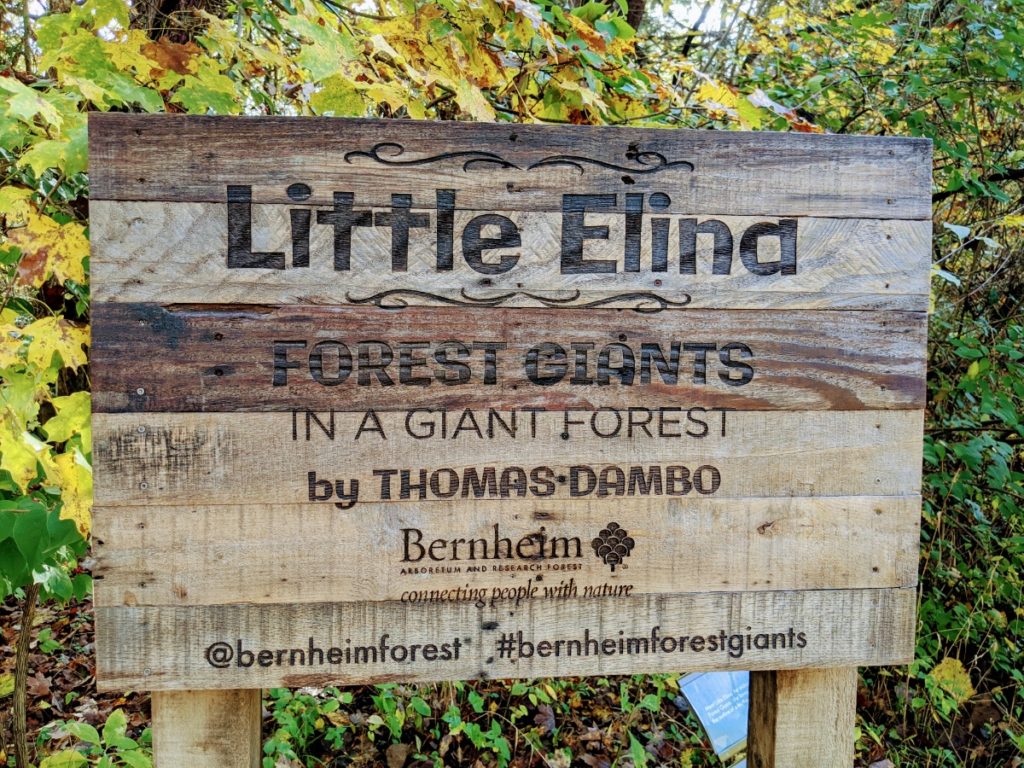 Little Elina
FOREST GIANTS
IN A GIANT FOREST
by THOMAS DAMBO
Bernheim
ARBORETUM AND RESEARCH FOREST
connecting people with nature
@bernheimforest #bernheimforestgiants